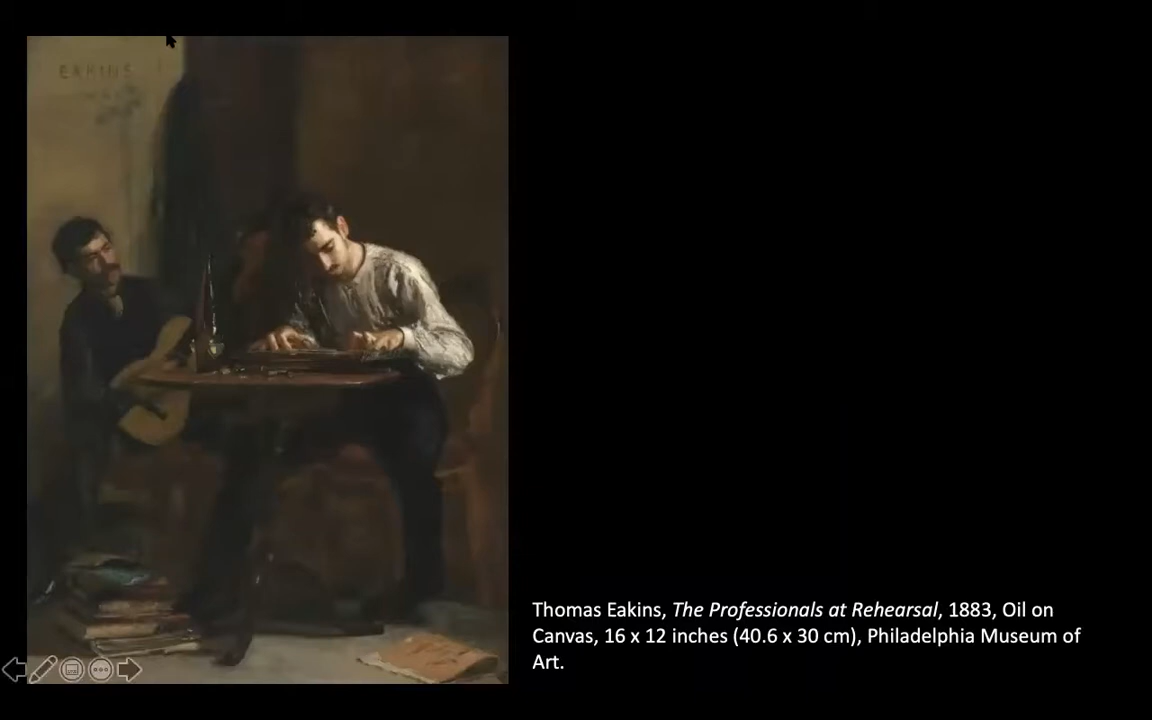 EAKINS
Thomas Eakins, The Professionals at Rehearsal, 1883, Oil on
Canvas, 16 x 12 inches (40.6 x 30 cm), Philadelphia Museum of
Art.